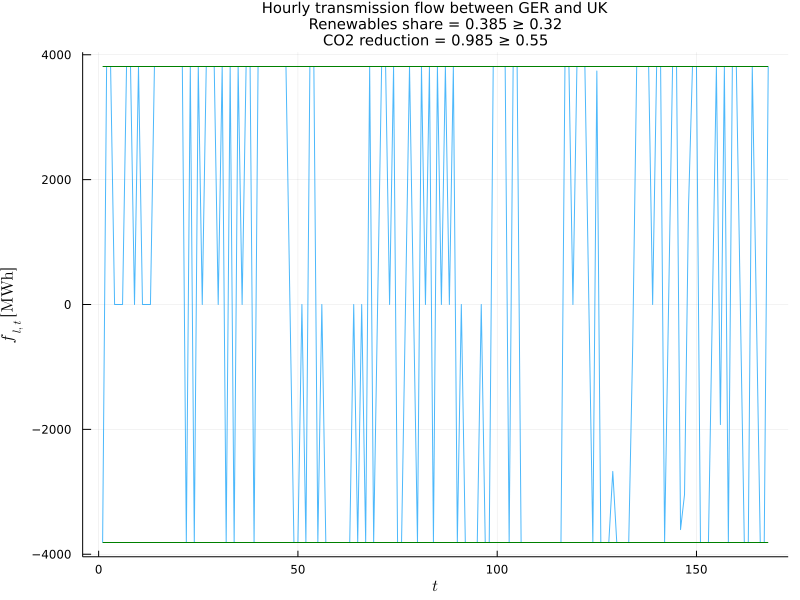 Hourly transmission flow between GER and UK
Renewables share = 0.385 ≥ 0.32
CO2 reduction = 0.985 ≥ 0.55
4000
2000
0
−2000
−4000
f l,t [MWh]
0 50 100 150
t